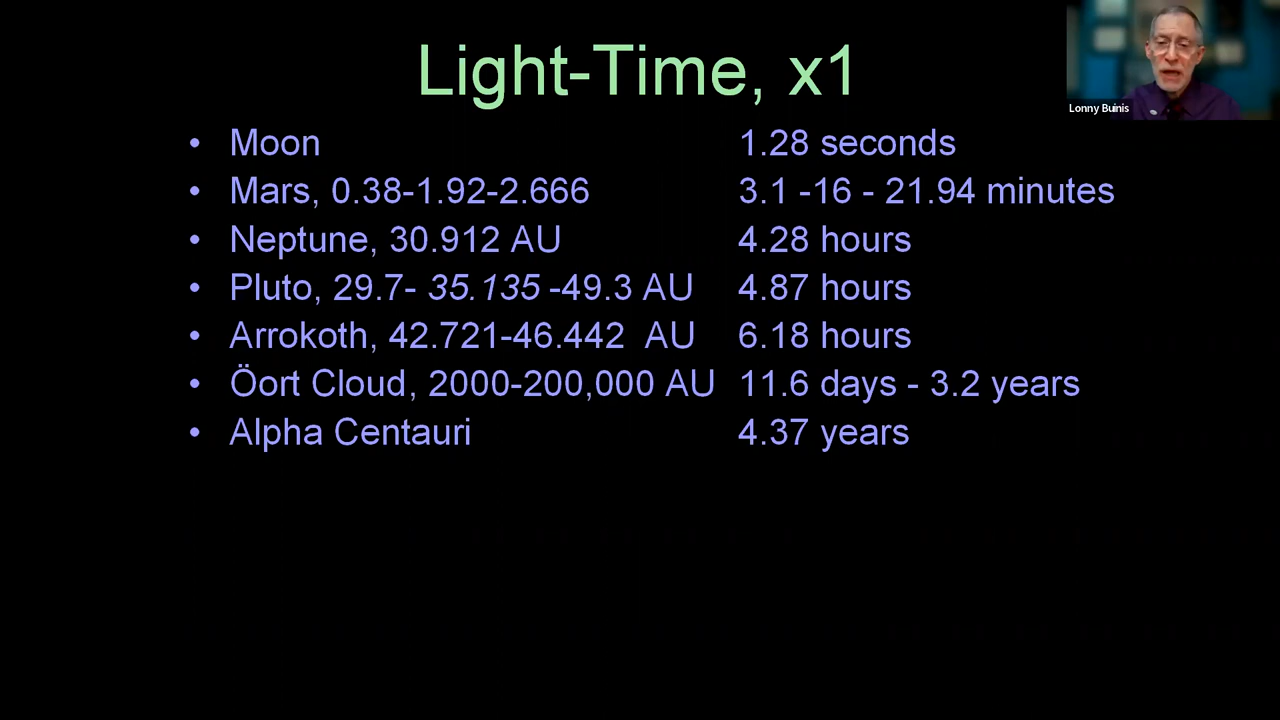 Light-Time, x1
Lonny Buinis
• Moon 1.28 seconds
• Mars, 0.38-1.92-2.666 3.1 -16 - 21.94 minutes
• Neptune, 30.912 AU 4.28 hours
• Pluto, 29.7- 35.135 -49.3 AU 4.87 hours
• Arrokoth, 42.721-46.442 AU 6.18 hours
• Öort Cloud, 2000-200,000 AU 11.6 days - 3.2 years
• Alpha Centauri 4.37 years